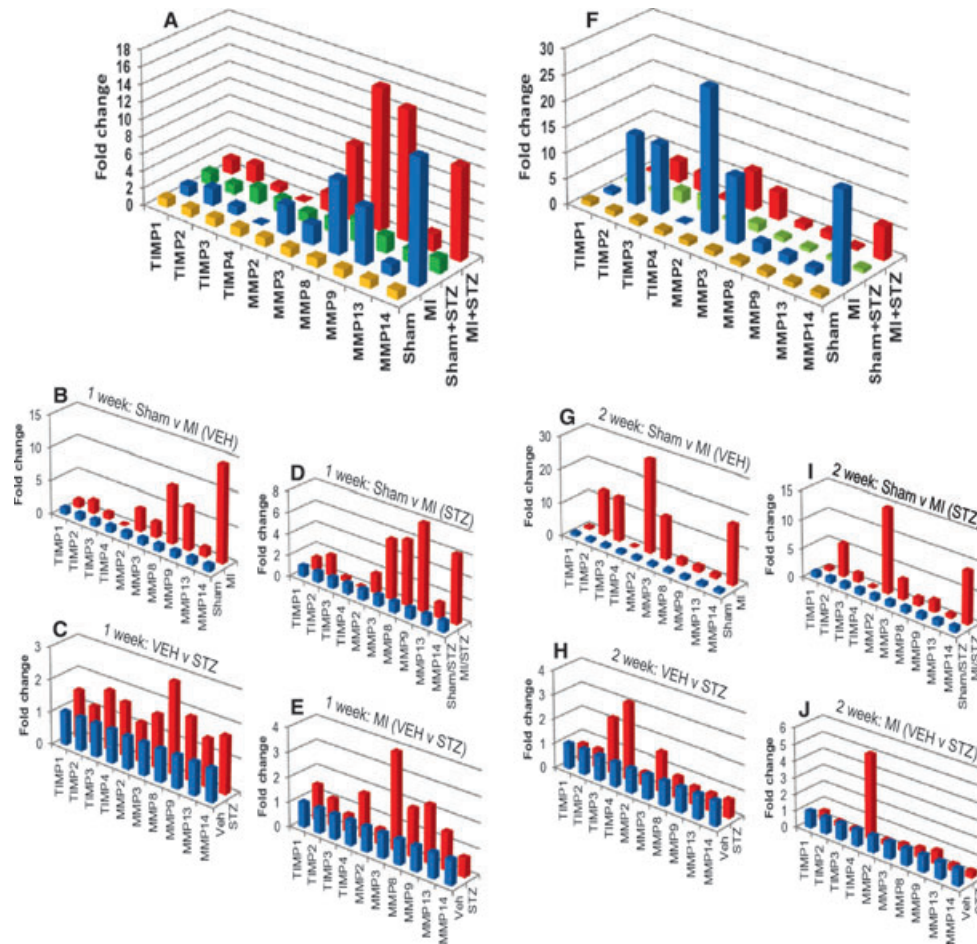 A
Fold change
18
16
14
12
10
8
6
4
2
0
TIMP1
TIMP2
TIMP3
TIMP4
MMP2
MMP3
MMP8
MMP9
MMP13
MMP14
Sham
MI
Sham+STZ
MI+STZ
F
Fold change
30
25
20
15
10
5
0
TIMP1
TIMP2
TIMP3
TIMP4
MMP2
MMP3
MMP8
MMP9
MMP13
MMP14
Sham
MI
Sham+STZ
MI+STZ
B
1 week: Sham v MI (VEH)
Fold change
15
10
5
0
TIMP1
TIMP2
TIMP3
TIMP4
MMP2
MMP3
MMP8
MMP9
MMP13
MMP14
Sham
MI
C
1 week: VEH v STZ
Fold change
3
2
1
0
TIMP1
TIMP2
TIMP3
TIMP4
MMP2
MMP3
MMP8
MMP9
MMP13
MMP14
Veh
STZ
D
1 week: Sham v MI (STZ)
Fold change
8
6
4
2
0
TIMP1
TIMP2
TIMP3
TIMP4
MMP2
MMP3
MMP8
MMP9
MMP13
MMP14
Sham/STZ
MI/STZ
E
1 week: MI (VEH v STZ)
Fold change
4
3
2
1
0
TIMP1
TIMP2
TIMP3
TIMP4
MMP2
MMP3
MMP8
MMP9
MMP13
MMP14
Veh
STZ
G
2 week: Sham v MI (VEH)
Fold change
30
20
10
0
TIMP1
TIMP2
TIMP3
TIMP4
MMP2
MMP3
MMP8
MMP9
MMP13
MMP14
Sham
MI
H
2 week: VEH v STZ
Fold change
4
3
2
1
0
TIMP1
TIMP2
TIMP3
TIMP4
MMP2
MMP3
MMP8
MMP9
MMP13
MMP14
Veh
STZ
I
2 week: Sham v MI (STZ
Fold change
15
10
5
0
TIMP1
TIMP2
TIMP3
TIMP4
MMP2
MMP3
MMP8
MMP9
MMP13
MMP14
Sham/STZ
MI/STZ
J
2 week: MI (VEH v STZ)
Fold change
6
5
4
3
2
1
0
TIMP1
TIMP2
TIMP3
TIMP4
MMP2
MMP3
MMP8
MMP9
MMP13
MMP14
Veh